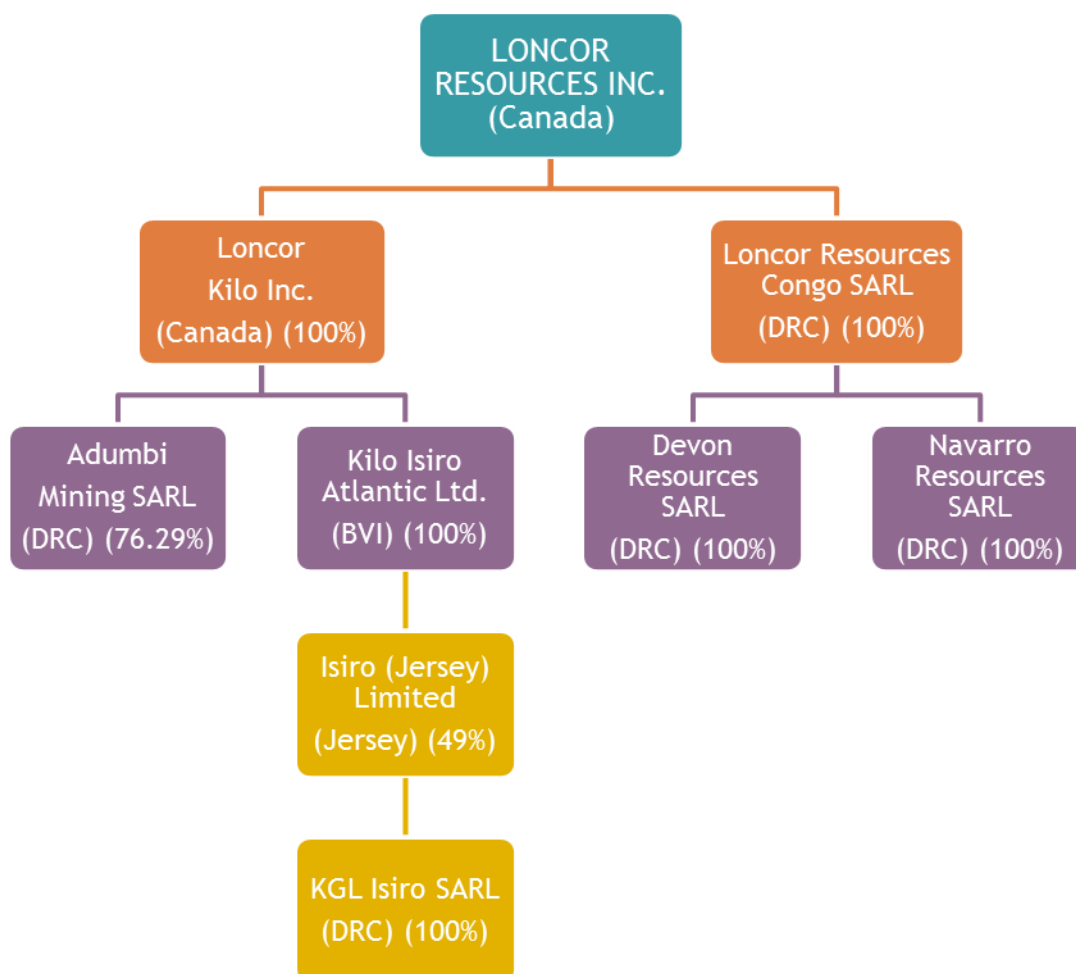 LONCOR
RESOURCES INC.
(Canada)
Loncor
Kilo Inc.
(Canada) (100%)
Loncor Resources
Congo SARL
(DRC) (100%)
Adumbi
Mining SARL
(DRC) (76.29%)
Kilo Isiro
Atlantic Ltd.
(BVI) (100%)
Devon
Resources
SARL
(DRC) (100%)
Navarro
Resources
SARL
(DRC) (100%)
Isiro (Jersey)
Limited
(Jersey) (49%)
KGL Isiro SARL
(DRC) (100%)